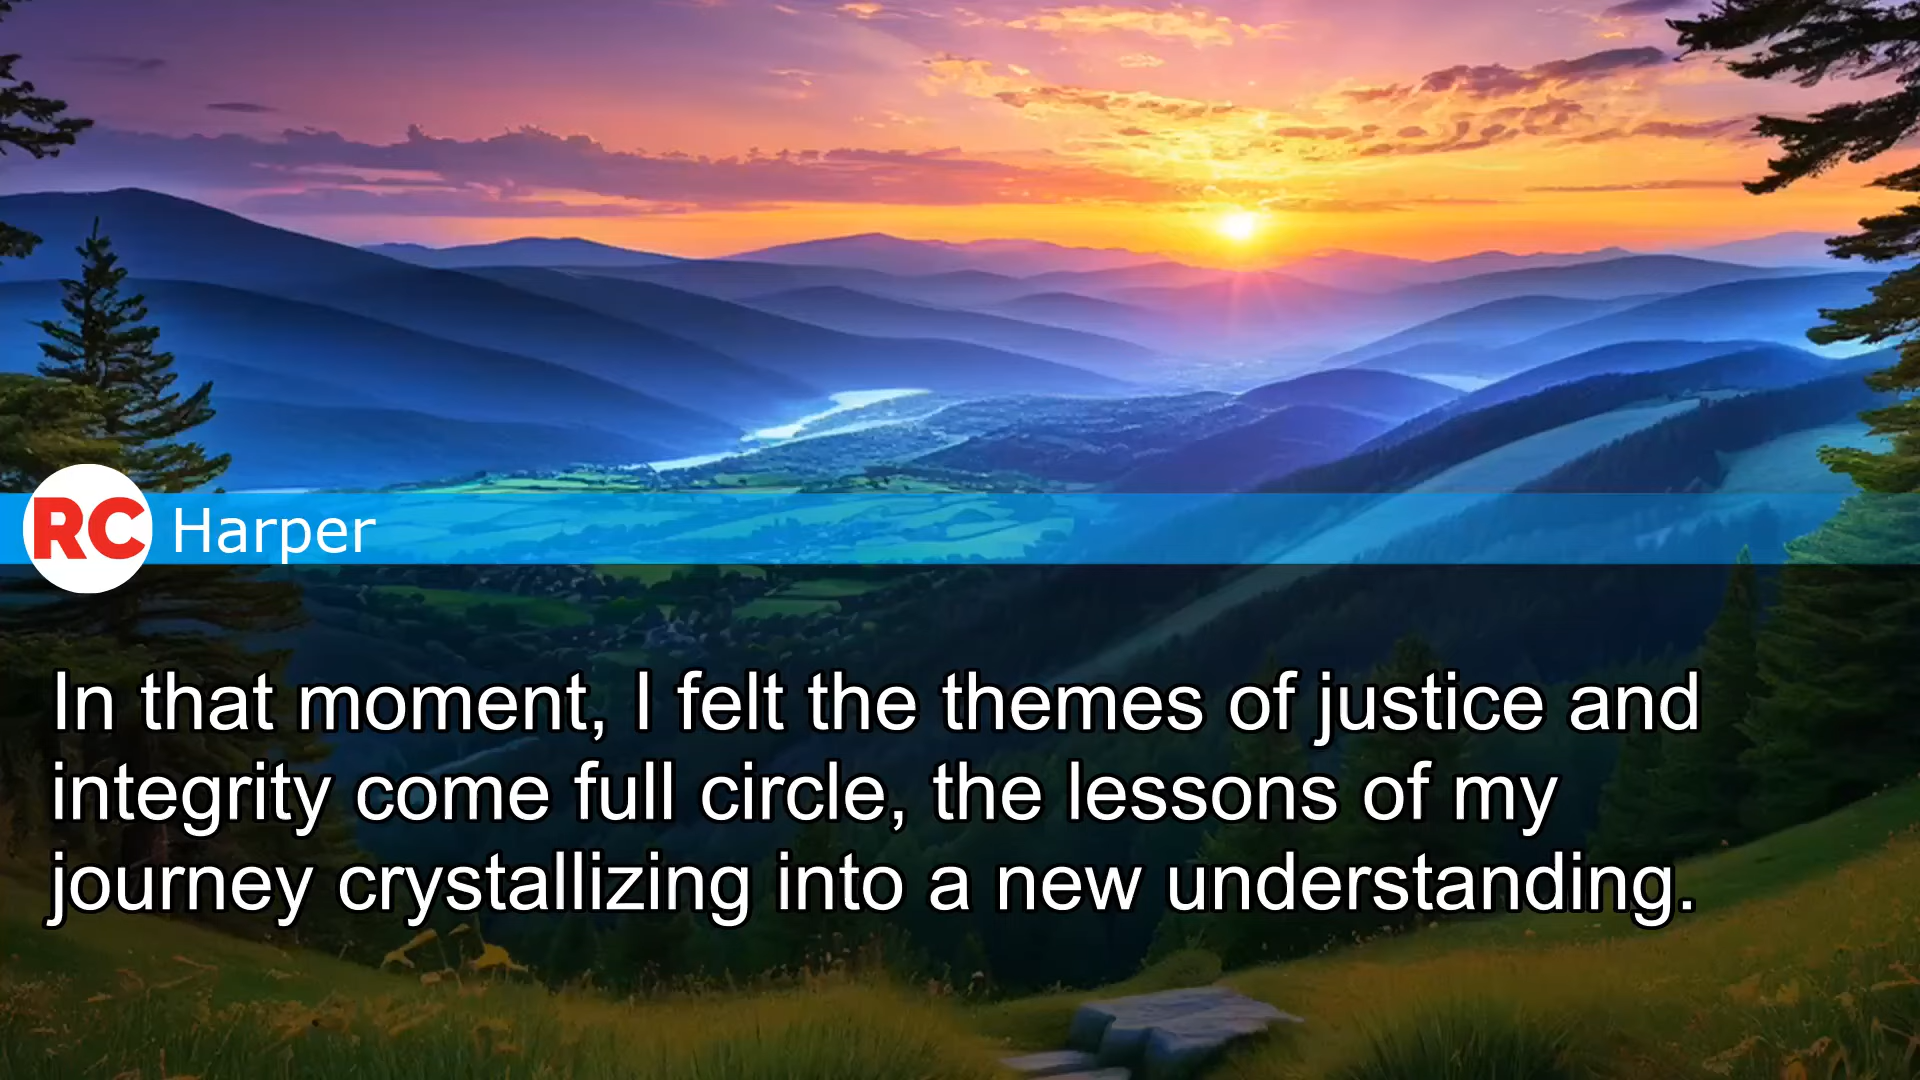 RC Harper
In that moment, I felt the themes of justice and
integrity come full circle, the lessons of my
journey crystallizing into a new understanding.